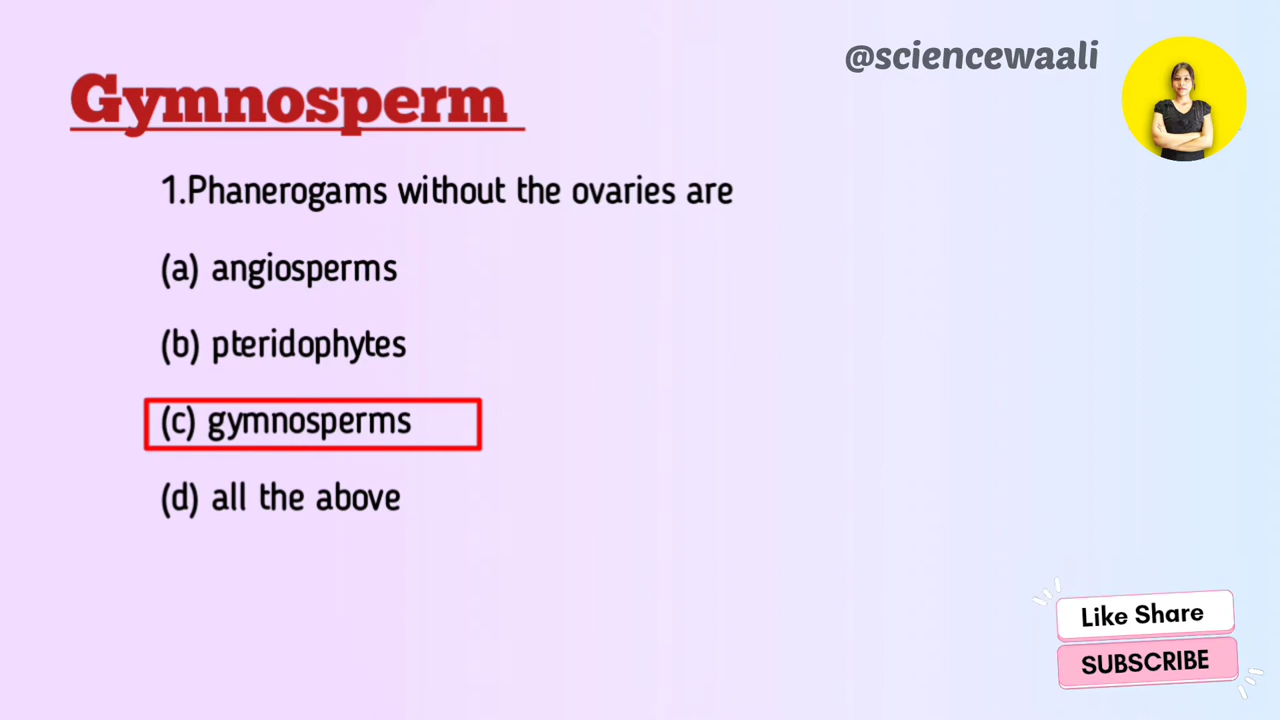 @sciencewaali
Gymnosperm
1.Phanerogams without the ovaries are
(a) angiosperms
(b) pteridophytes
(c) gymnosperms
(d) all the above
Like Share
SUBSCRIBE